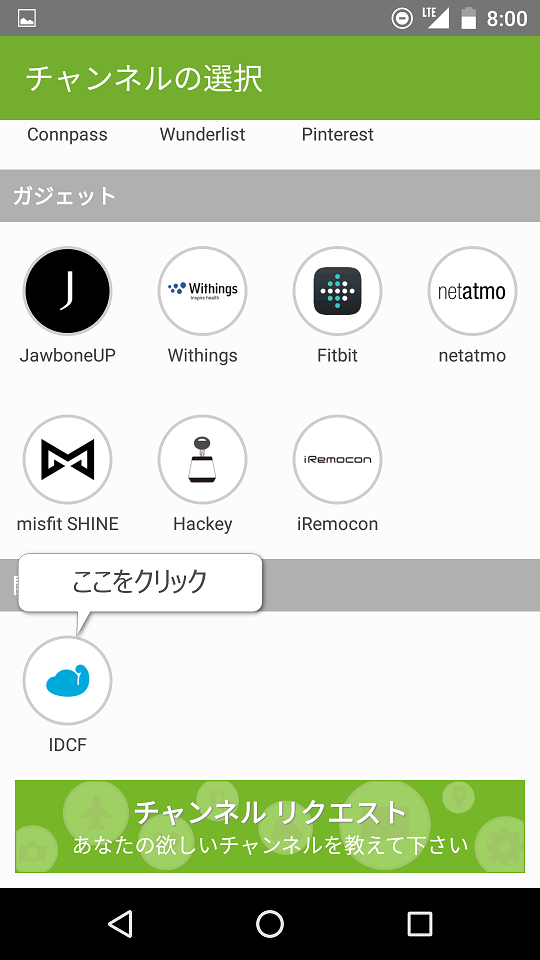 LTE 8:00
チャンネルの選択
Connpass Wunderlist Pinterest
ガジェット
J Withings Inspire health netatmo
JawboneUP Withings Fitbit netatmo
iRemocon
misfit SHINE Hackey iRemocon
ここをクリック
IDCF
チャンネル リクエスト
あなたの欲しいチャンネルを教えて下さい